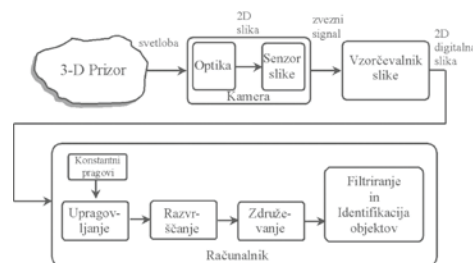 svetloba
2D
slika
zvezni
signal
2D
digitalna
slika
3-D Prizor
Optika
Senzor
slike
Kamera
Vzorčevalnik
slike
Konstantni
pragovi
Upragov-
ljanje
Razvr-
ščanje
Združe-
vanje
Filtriranje
in
Identifikacija
objektov
Računalnik